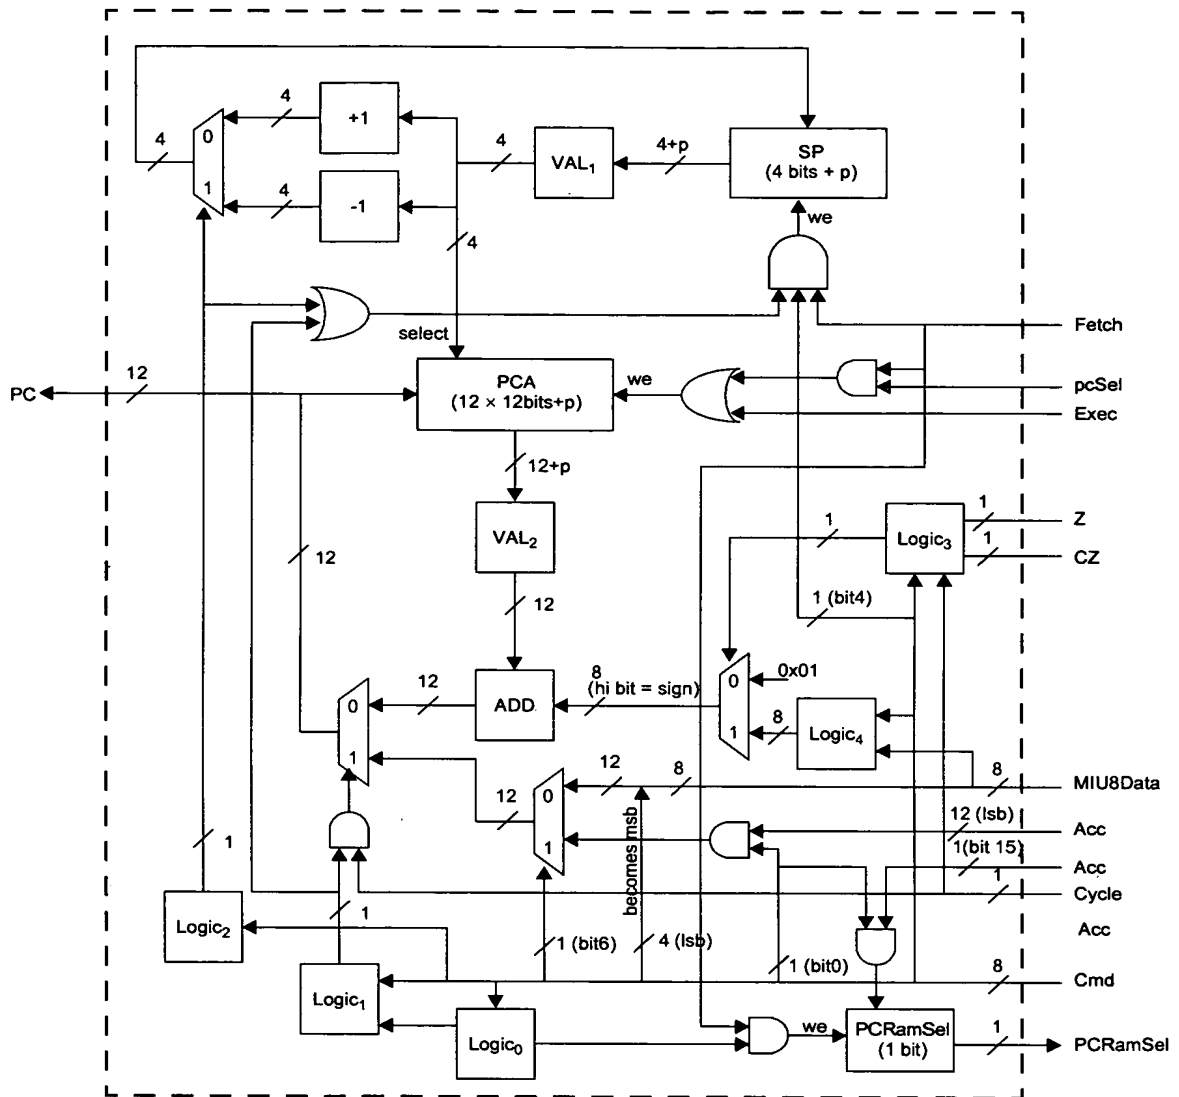 4
+1
4
0
1
4
-1
4
VAL₁
4+p
SP
(4 bits + p)
we
4
select
Fetch
PC
12
PCA
(12 × 12bits+p)
we
pcSel
Exec
12+p
VAL₂
12
12
1
Logic₃
1
Z
1
CZ
1 (bit4)
0
1
12
ADD
8
(hi bit = sign)
0
1
0x01
8
Logic₄
12
0
1
12
8
8
MIU8Data
becomes msb
12 (lsb)
Acc
1(bit 15)
Acc
1
Cycle
Acc
1
Logic₂
1
1 (bit6)
4 (lsb)
1 (bit0)
8
Cmd
Logic₁
Logic₀
we
PCRamSel
(1 bit)
1
PCRamSel